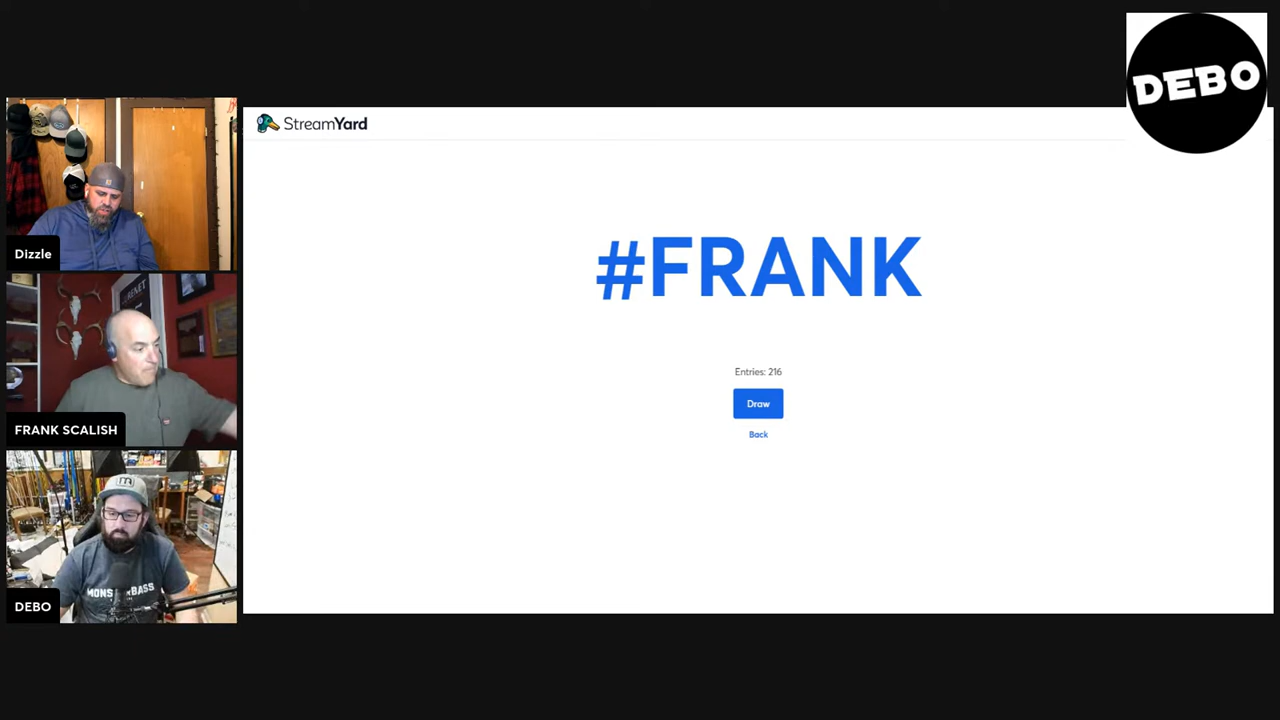 DEBO
StreamYard
#FRANK
Entries: 216
Draw
Back
Dizzle
FRANK SCALISH
DEBO